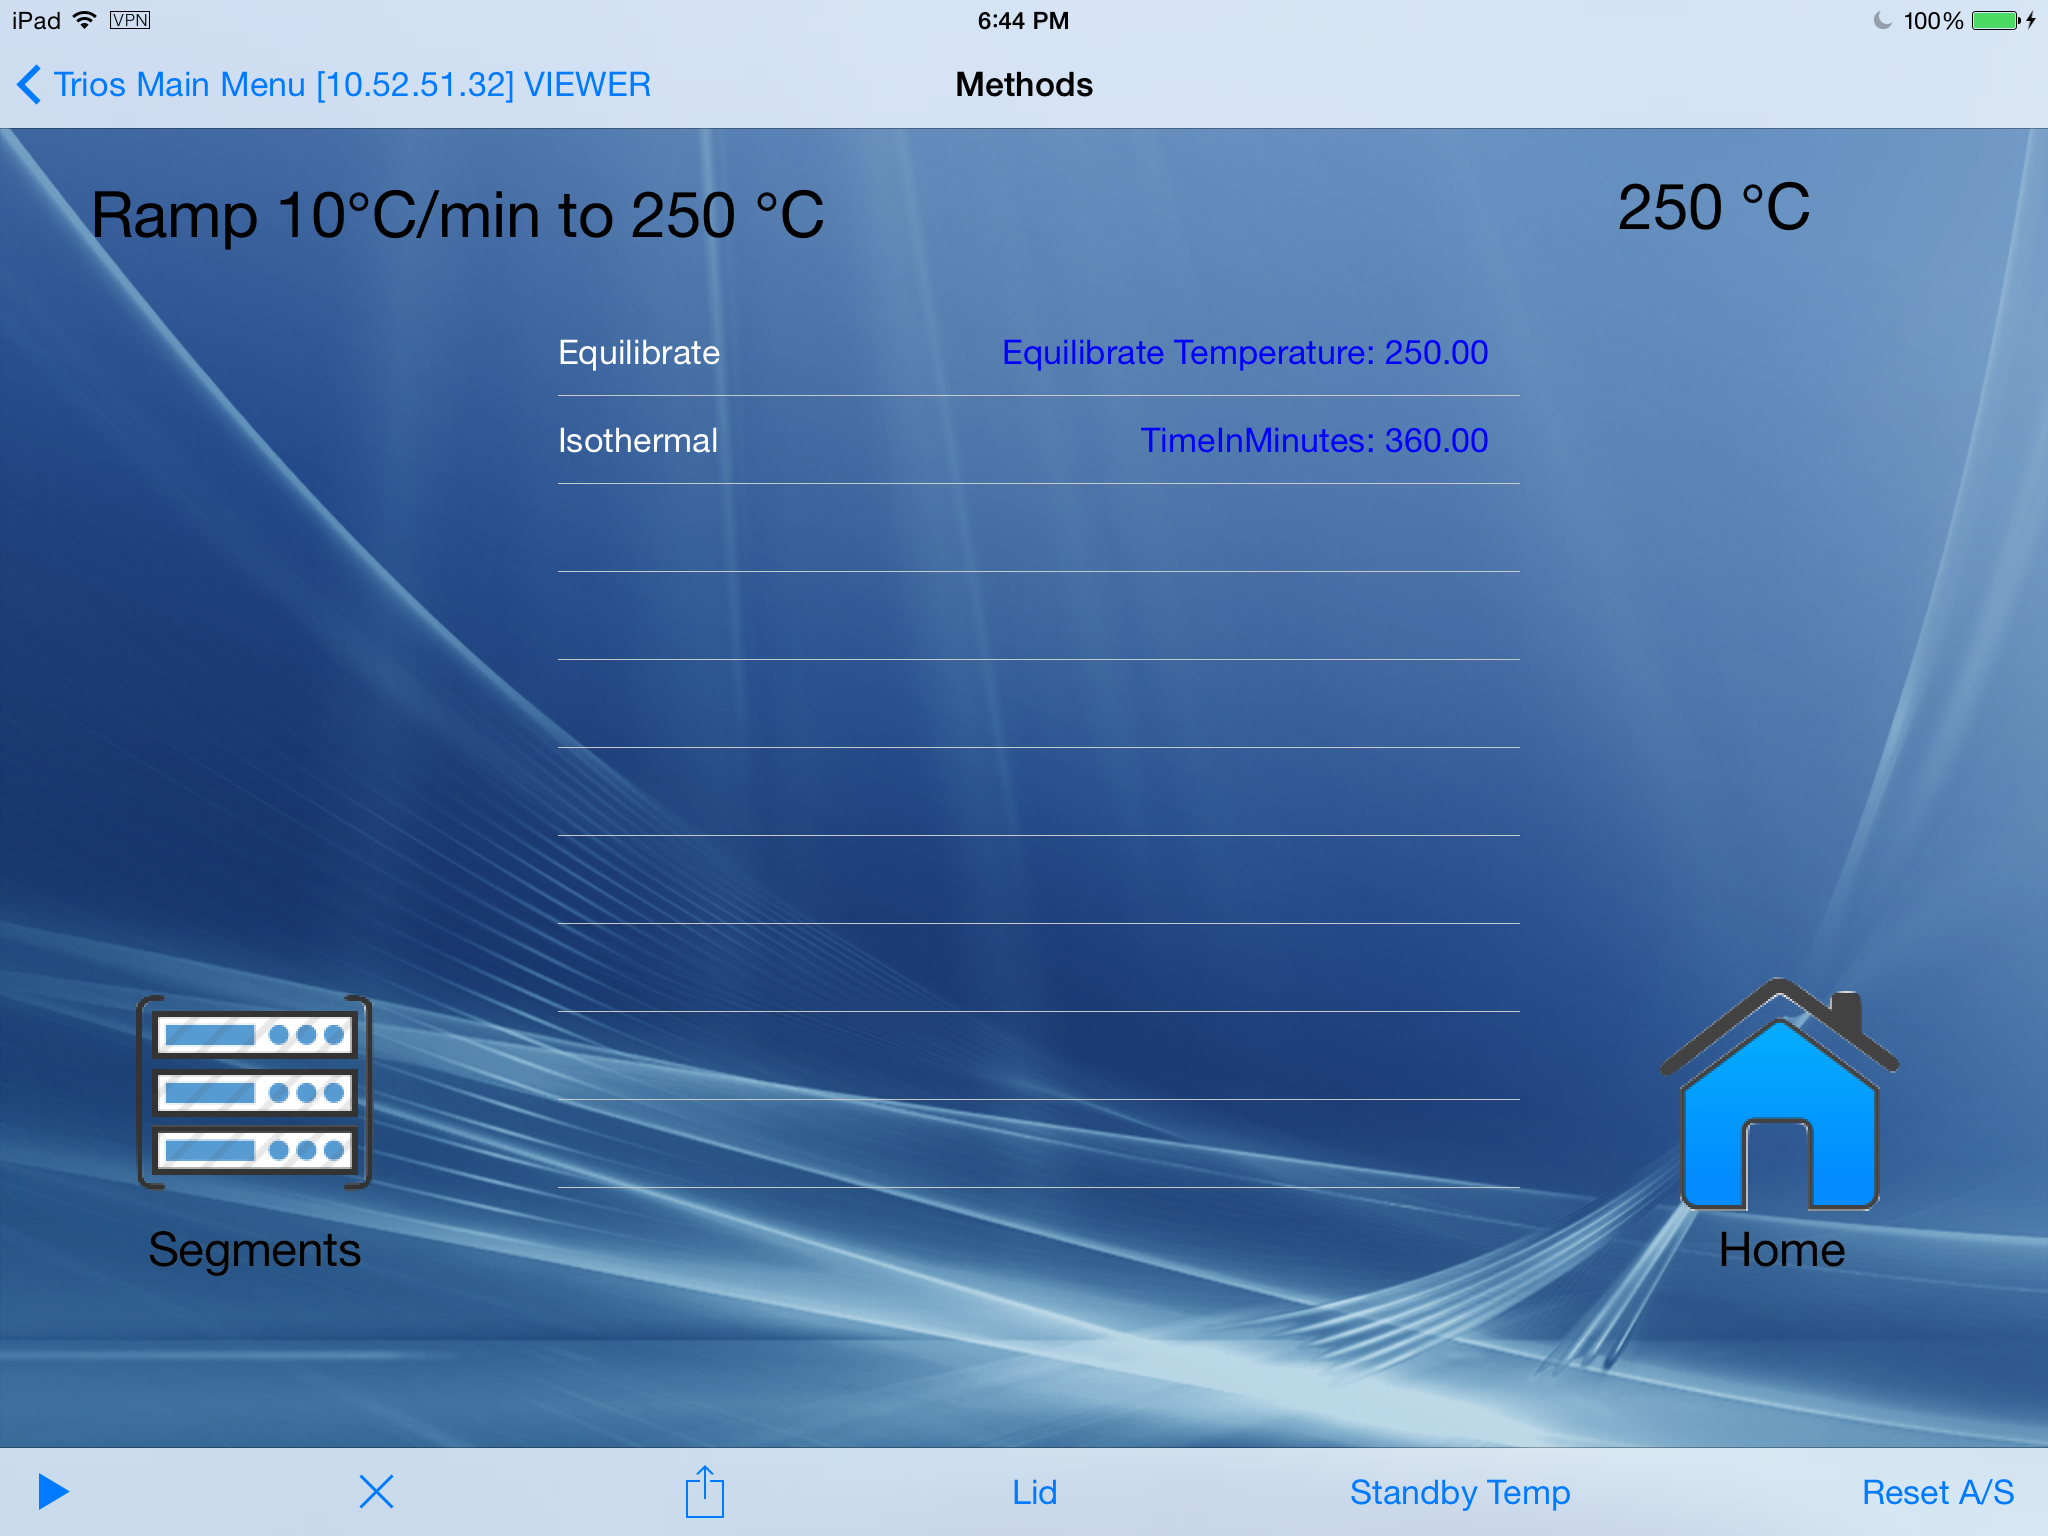 iPad VPN 6:44 PM 100%
Trios Main Menu [10.52.51.32] VIEWER Methods
Ramp 10°C/min to 250 °C 250 °C
Equilibrate Equilibrate Temperature: 250.00
Isothermal TimeInMinutes: 360.00
Segments Home
Lid Standby Temp Reset A/S